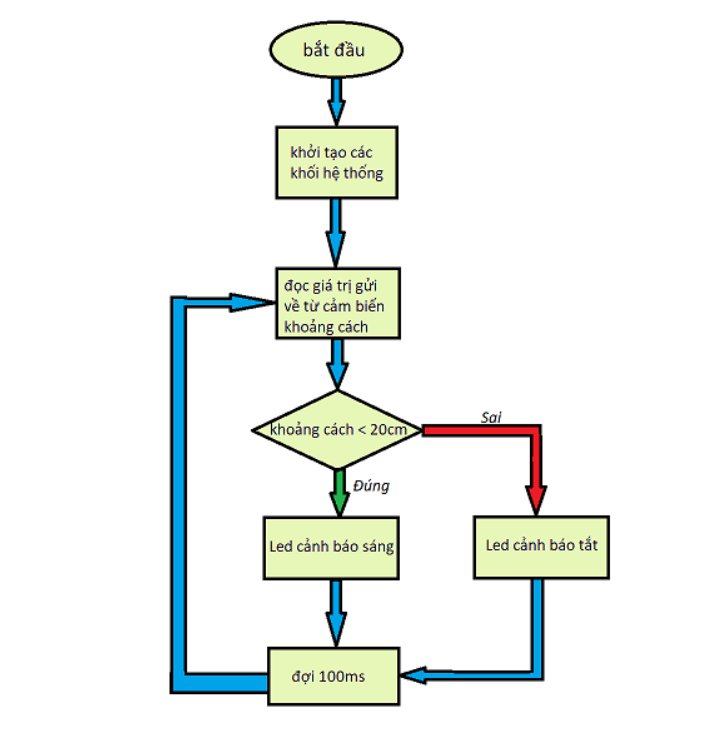 bắt đầu
khởi tạo các
khối hệ thống
đọc giá trị gửi
về từ cảm biến
khoảng cách
khoảng cách < 20cm
Sai
Đúng
Led cảnh báo sáng
Led cảnh báo tắt
đợi 100ms